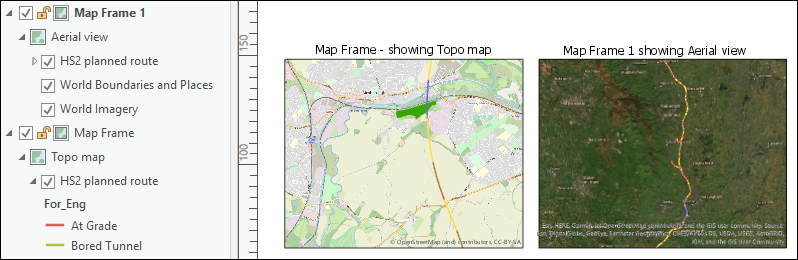 Map Frame 1
Aerial view
HS2 planned route
World Boundaries and Places
World Imagery
Map Frame
Topo map
HS2 planned route
For_Eng
At Grade
Bored Tunnel
150
100
Map Frame - showing Topo map
© OpenStreetMap (and) contributors, CC-BY-SA
Map Frame 1 showing Aerial view
Esri, HERE, Garmin, (c) OpenStreetMap contributors, and the GIS user community, Source:
Esri, DigitalGlobe, GeoEye, Earthstar Geographics, CNES/Airbus DS, USDA, USGS, AeroGRID,
IGN, and the GIS User Community